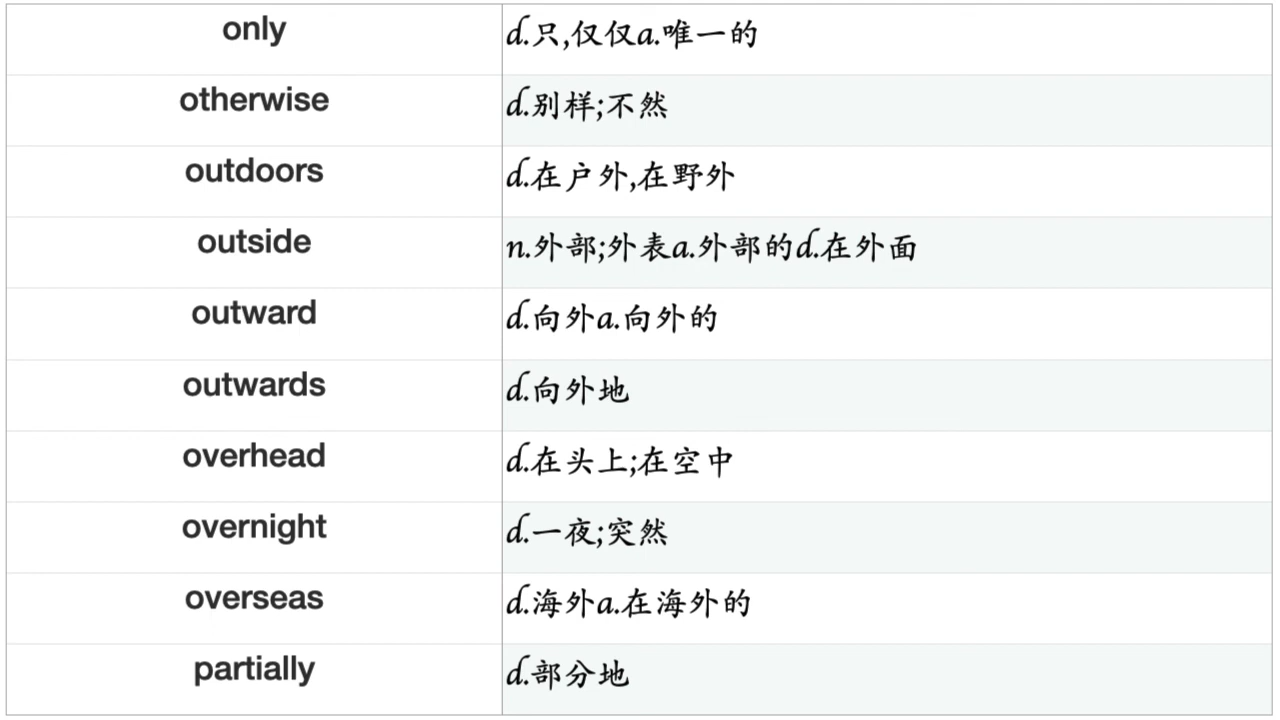 only d.只,仅仅a.唯一的
otherwise d.别样;不然
outdoors d.在户外,在野外
outside n.外部;外表a.外部的d.在外面
outward d.向外a.向外的
outwards d.向外地
overhead d.在头上;在空中
overnight d.一夜;突然
overseas d.海外a.在海外的
partially d.部分地